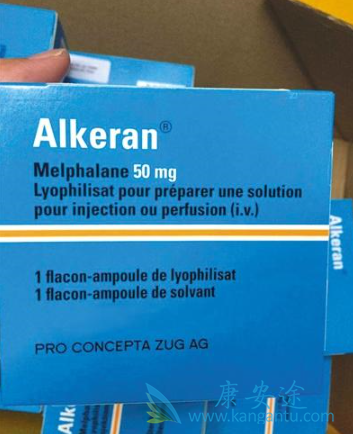 Alkeran®
Melphalane 50 mg
Lyophilisat pour préparer une solution
pour injection ou perfusion (i.v.)
1 flacon-ampoule de lyophilisat
1 flacon-ampoule de solvant
PRO CONCEPTA ZUG AG
Alkeran
Alke
康安途
www.kangantu.com